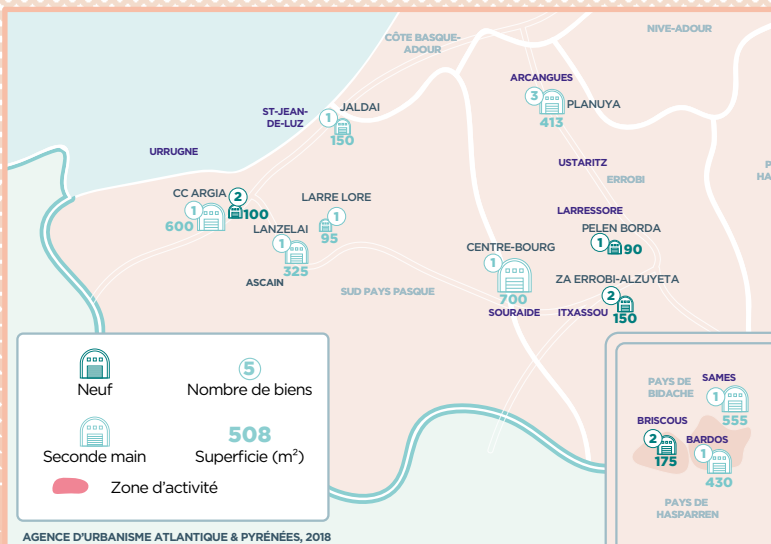 NIVE-ADOUR
CÔTE BASQUE-
ADOUR
ARCANGUES
3
PLANUYA
413
ST-JEAN-
DE-LUZ
JALDAI
1
150
URRUGNE
USTARITZ
ERROBI
CC ARGIA
2
1
100
600
LARRE LORE
1
95
LANZELAI
1
325
ASCAIN
LARRESSORE
PELEN BORDA
1
90
CENTRE-BOURG
1
700
SOURAIDE
ZA ERROBI-ALZUYETA
2
ITXASSOU
150
SUD PAYS PASQUE
P
HA
Neuf
5
Nombre de biens
Seconde main
508
Superficie (m²)
Zone d'activité
PAYS DE
BIDACHE
SAMES
1
555
BRISCOUS
2
175
BARDOS
1
430
PAYS DE
HASPARREN
AGENCE D'URBANISME ATLANTIQUE & PYRÉNÉES, 2018